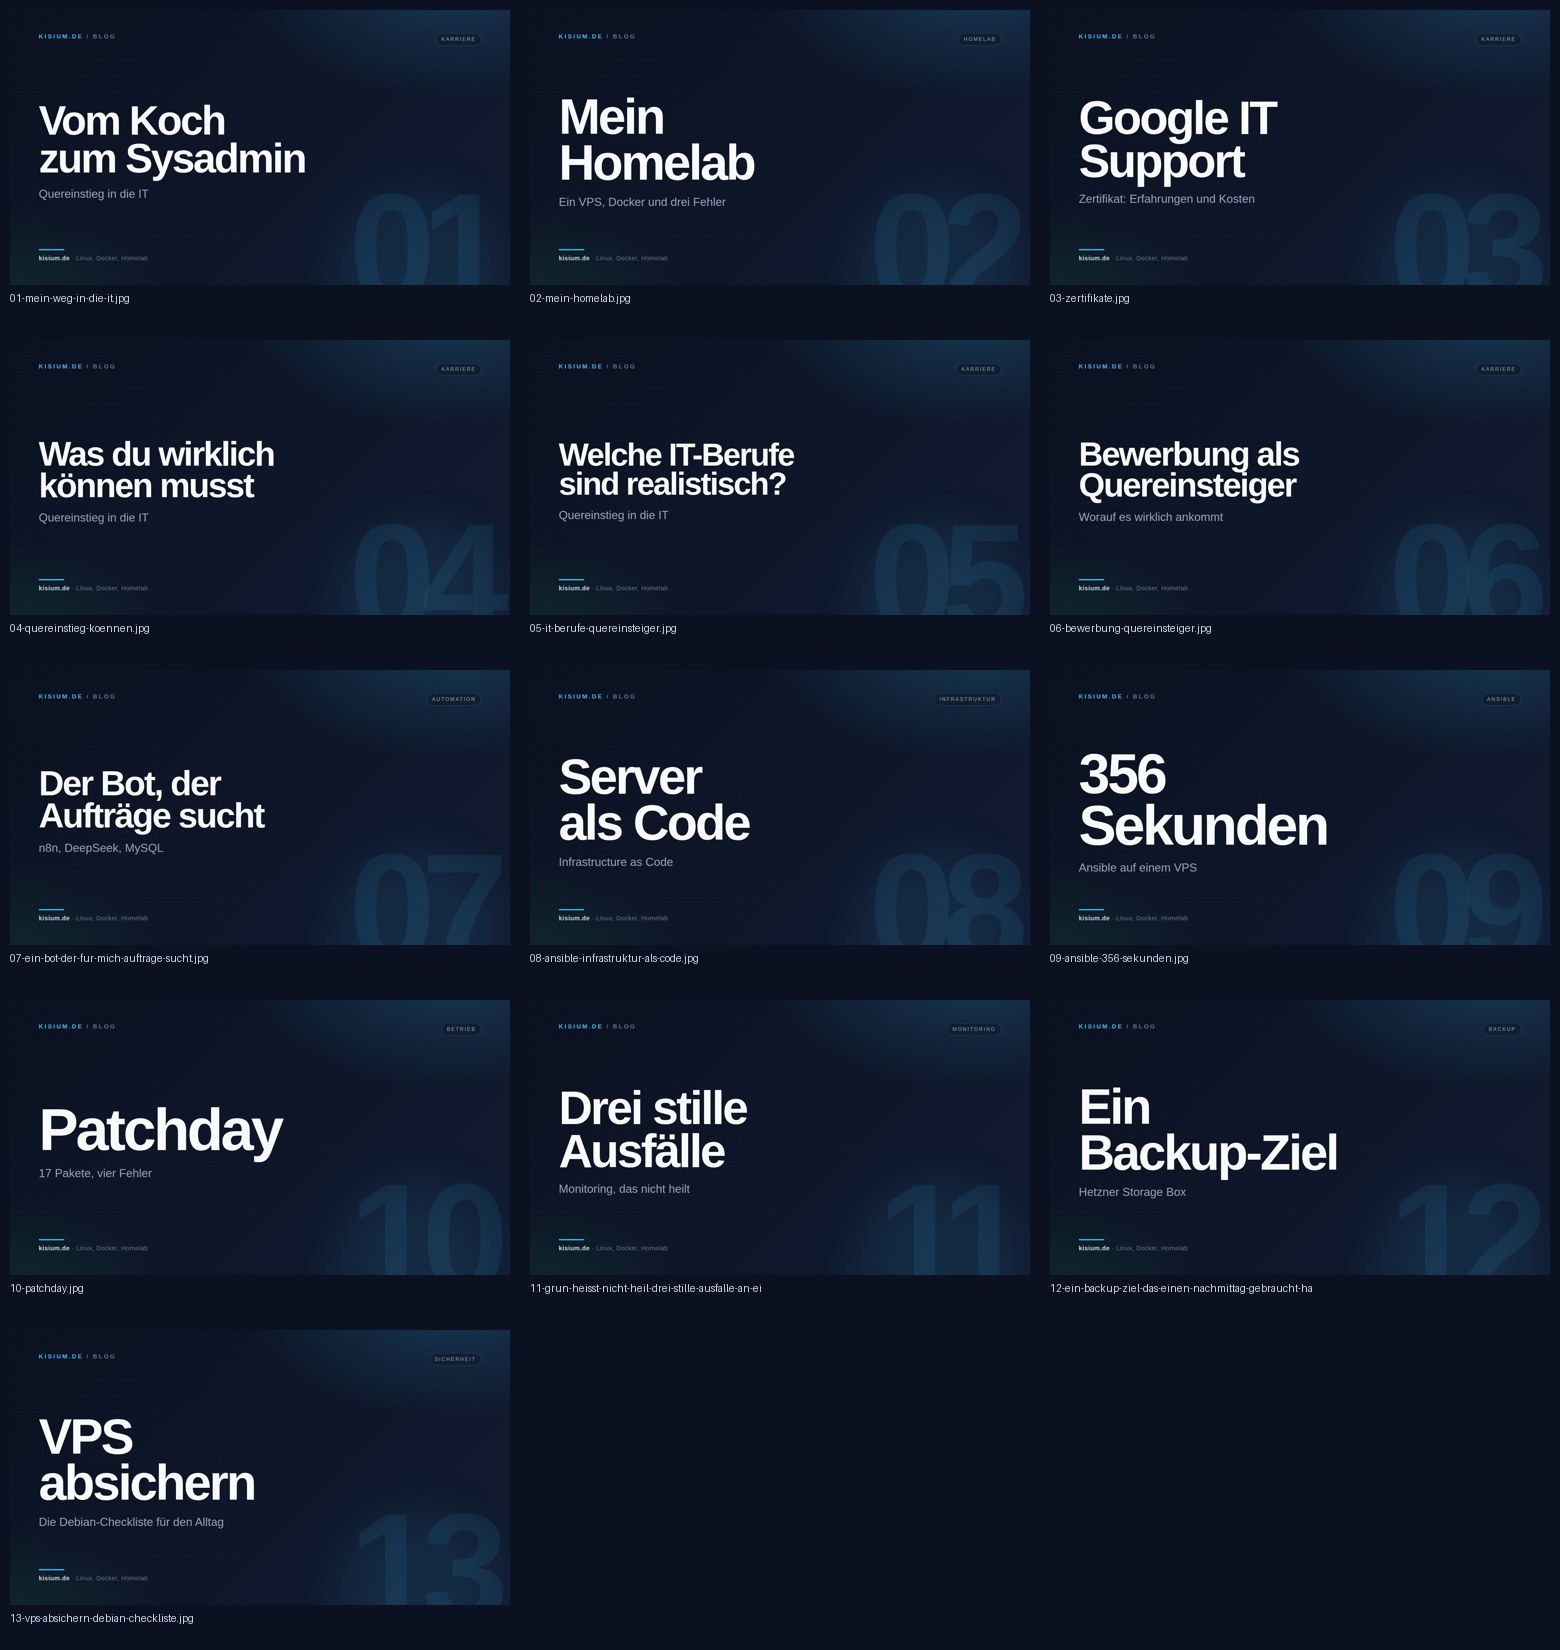 KISIUM.DE / BLOG
KARRIERE
Vom Koch
zum Sysadmin
Quereinstieg in die IT
01
kisium.de · Linux, Docker, Homelab
01-mein-weg-in-die-it.jpg
KISIUM.DE / BLOG
HOMELAB
Mein
Homelab
Ein VPS, Docker und drei Fehler
02
kisium.de · Linux, Docker, Homelab
02-mein-homelab.jpg
KISIUM.DE / BLOG
KARRIERE
Google IT
Support
Zertifikat: Erfahrungen und Kosten
03
kisium.de · Linux, Docker, Homelab
03-zertifikate.jpg
KISIUM.DE / BLOG
KARRIERE
Was du wirklich
können musst
Quereinstieg in die IT
04
kisium.de · Linux, Docker, Homelab
04-quereinstieg-koennen.jpg
KISIUM.DE / BLOG
KARRIERE
Welche IT-Berufe
sind realistisch?
Quereinstieg in die IT
05
kisium.de · Linux, Docker, Homelab
05-it-berufe-quereinsteiger.jpg
KISIUM.DE / BLOG
KARRIERE
Bewerbung als
Quereinsteiger
Worauf es wirklich ankommt
06
kisium.de · Linux, Docker, Homelab
06-bewerbung-quereinsteiger.jpg
KISIUM.DE / BLOG
AUTOMATION
Der Bot, der
Aufträge sucht
n8n, DeepSeek, MySQL
07
kisium.de · Linux, Docker, Homelab
07-ein-bot-der-fur-mich-auftrage-sucht.jpg
KISIUM.DE / BLOG
INFRASTRUKTUR
Server
als Code
Infrastructure as Code
08
kisium.de · Linux, Docker, Homelab
08-ansible-infrastruktur-als-code.jpg
KISIUM.DE / BLOG
ANSIBLE
356
Sekunden
Ansible auf einem VPS
09
kisium.de · Linux, Docker, Homelab
09-ansible-356-sekunden.jpg
KISIUM.DE / BLOG
BETRIEB
Patchday
17 Pakete, vier Fehler
10
kisium.de · Linux, Docker, Homelab
10-patchday.jpg
KISIUM.DE / BLOG
MONITORING
Drei stille
Ausfälle
Monitoring, das nicht heilt
11
kisium.de · Linux, Docker, Homelab
11-grun-heisst-nicht-heil-drei-stille-ausfalle-an-ei
KISIUM.DE / BLOG
BACKUP
Ein
Backup-Ziel
Hetzner Storage Box
12
kisium.de · Linux, Docker, Homelab
12-ein-backup-ziel-das-einen-nachmittag-gebraucht-ha
KISIUM.DE / BLOG
SICHERHEIT
VPS
absichern
Die Debian-Checkliste für den Alltag
13
kisium.de · Linux, Docker, Homelab
13-vps-absichern-debian-checkliste.jpg